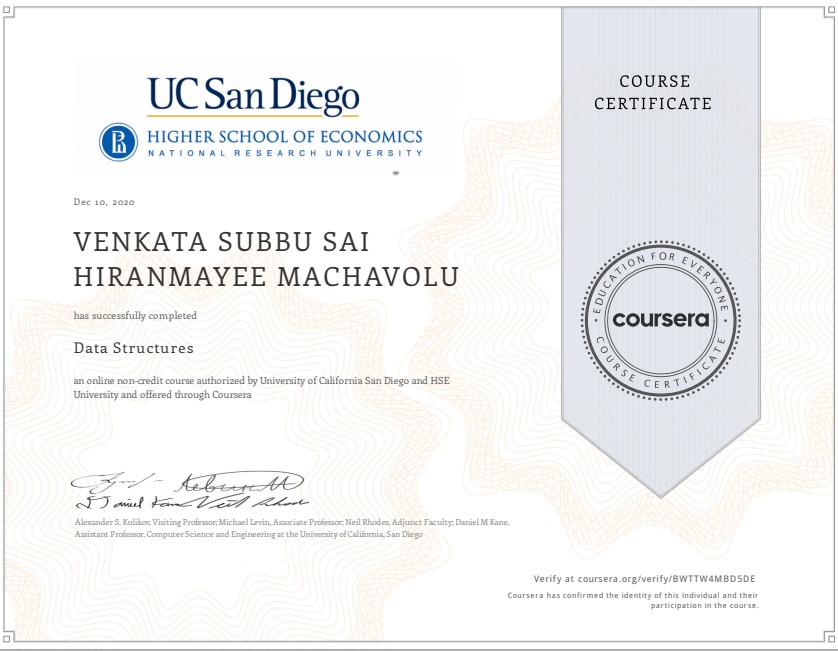 UC San Diego
HIGHER SCHOOL OF ECONOMICS
NATIONAL RESEARCH UNIVERSITY
COURSE
CERTIFICATE
Dec 10, 2020
VENKATA SUBBU SAI
HIRANMAYEE MACHAVOLU
has successfully completed
Data Structures
an online non-credit course authorized by University of California San Diego and HSE
University and offered through Coursera
EDUCATION FOR EVERYONE
coursera
COURSE CERTIFICATE
Daniel Kane Neil Rhodes
Alexander S. Kulikov, Visiting Professor; Michael Levin, Associate Professor; Neil Rhodes, Adjunct Faculty; Daniel M Kane,
Assistant Professor, Computer Science and Engineering at the University of California, San Diego
Verify at coursera.org/verify/BWTTW4MBD5DE
Coursera has confirmed the identity of this individual and their
participation in the course.